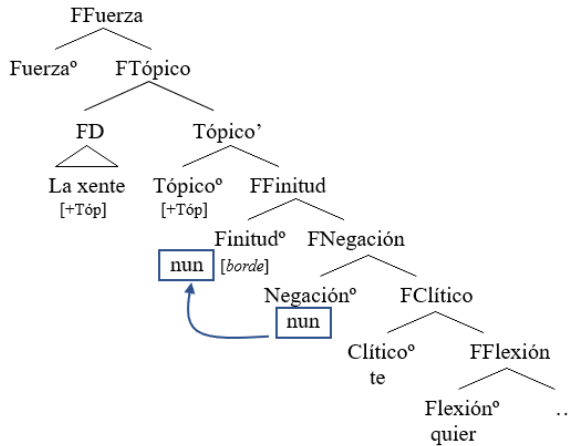 FFuerza
Fuerzaº FTópico
FD Tópico’
La xente Tópicoº FFinitud
[+Tóp] [+Tóp]
Finitudº FNegación
nun [borde]
Negaciónº FClítico
nun
Clíticoº FFlexión
te
Flexiónº ..
quier